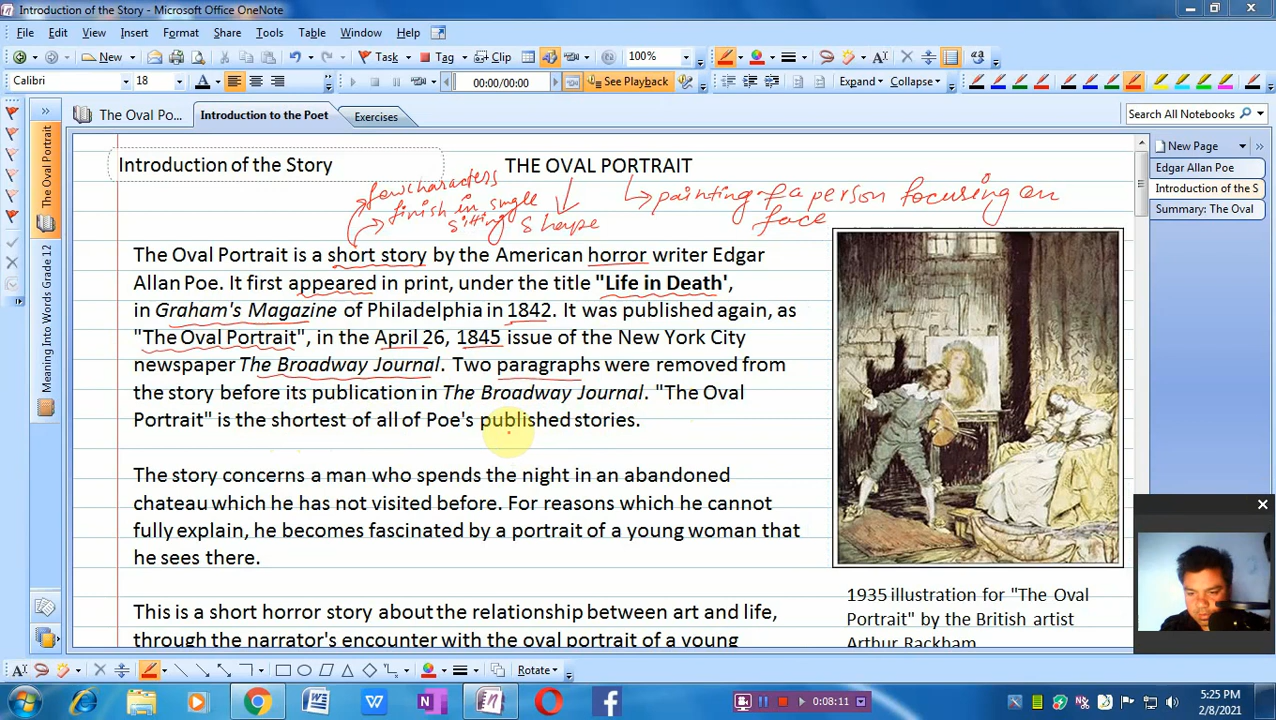 Introduction of the Story - Microsoft Office OneNote
File Edit View Insert Format Share Tools Table Window Help
New Task Tag Clip 100%
Calibri 18 00:00/00:00 See Playback Expand Collapse
The Oval Po... Introduction to the Poet Exercises Search All Notebooks
New Page
Edgar Allan Poe
Introduction of the S
Summary: The Oval
The Oval Portrait
Meaning Into Words Grade 12
Introduction of the Story THE OVAL PORTRAIT
few characters
finish in single
sitting
shape
painting of a person focusing on
face
The Oval Portrait is a short story by the American horror writer Edgar
Allan Poe. It first appeared in print, under the title "Life in Death',
in Graham's Magazine of Philadelphia in 1842. It was published again, as
"The Oval Portrait", in the April 26, 1845 issue of the New York City
newspaper The Broadway Journal. Two paragraphs were removed from
the story before its publication in The Broadway Journal. "The Oval
Portrait" is the shortest of all of Poe's published stories.
The story concerns a man who spends the night in an abandoned
chateau which he has not visited before. For reasons which he cannot
fully explain, he becomes fascinated by a portrait of a young woman that
he sees there.
This is a short horror story about the relationship between art and life,
through the narrator's encounter with the oval portrait of a young
1935 illustration for "The Oval
Portrait" by the British artist
Arthur Rackham
Rotate
0:08:11
5:25 PM
2/8/2021